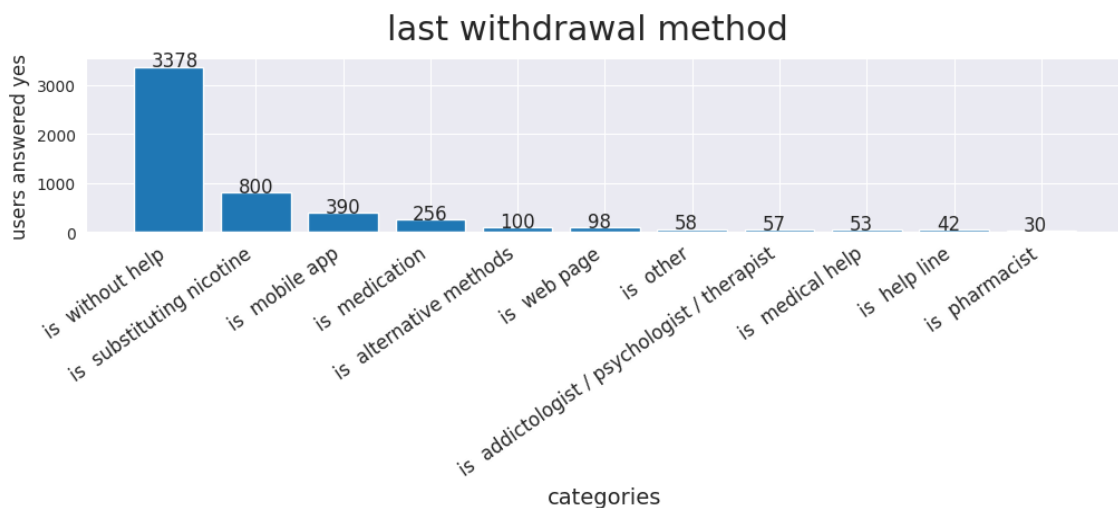 last withdrawal method
users answered yes
3000
2000
1000
0
3378
800
390
256
100
98
58
57
53
42
30
is  without help
is  substituting nicotine
is  mobile app
is  medication
is  alternative methods
is  web page
is  other
is  addictologist / psychologist / therapist
is  medical help
is  help line
is  pharmacist
categories